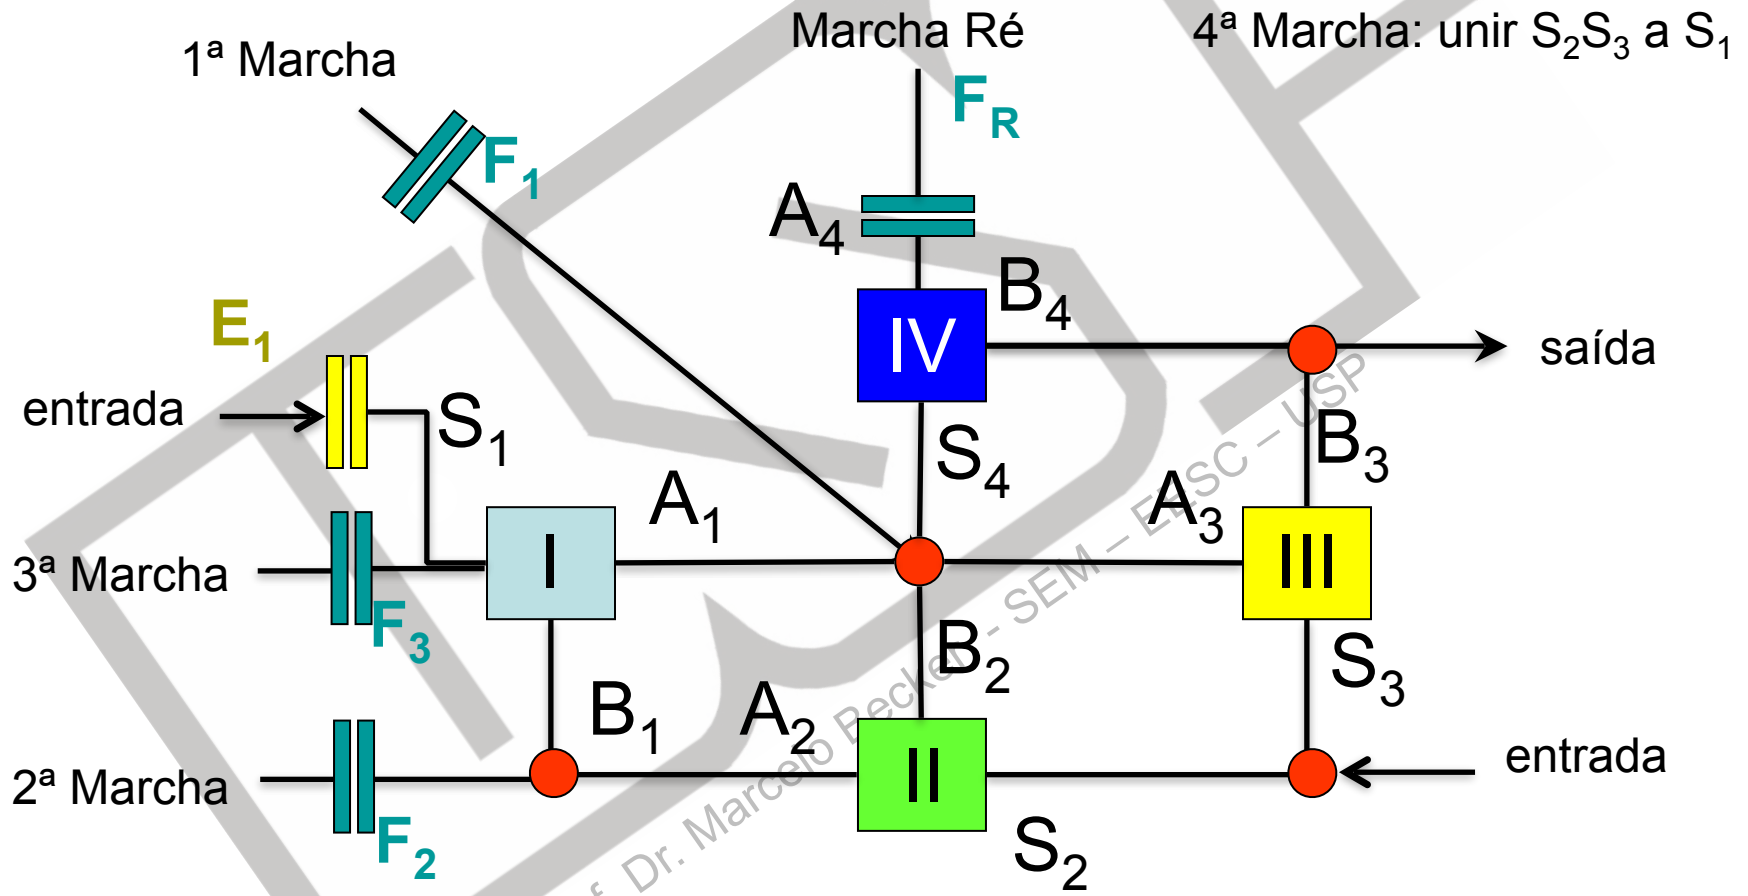 1ª Marcha
Marcha Ré
4ª Marcha: unir S₂S₃ a S₁
F₁
F_R
A₄
B₄
E₁
IV
saída
entrada
S₁
S₄
B₃
A₁
A₃
I
III
3ª Marcha
F₃
B₂
S₃
B₁
A₂
entrada
2ª Marcha
II
F₂
S₂
f. Dr. Marcelo Becker - SEM – EESC – USP